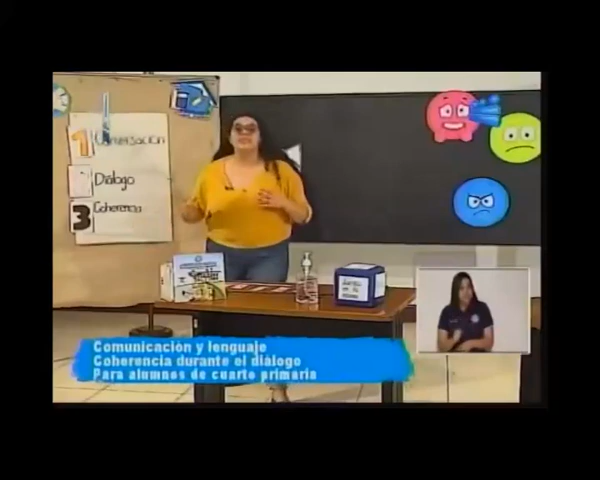 1 Conversación
Diálogo
3 Coherencia
Comunicación y lenguaje
Coherencia durante el diálogo
Para alumnos de cuarto primaria